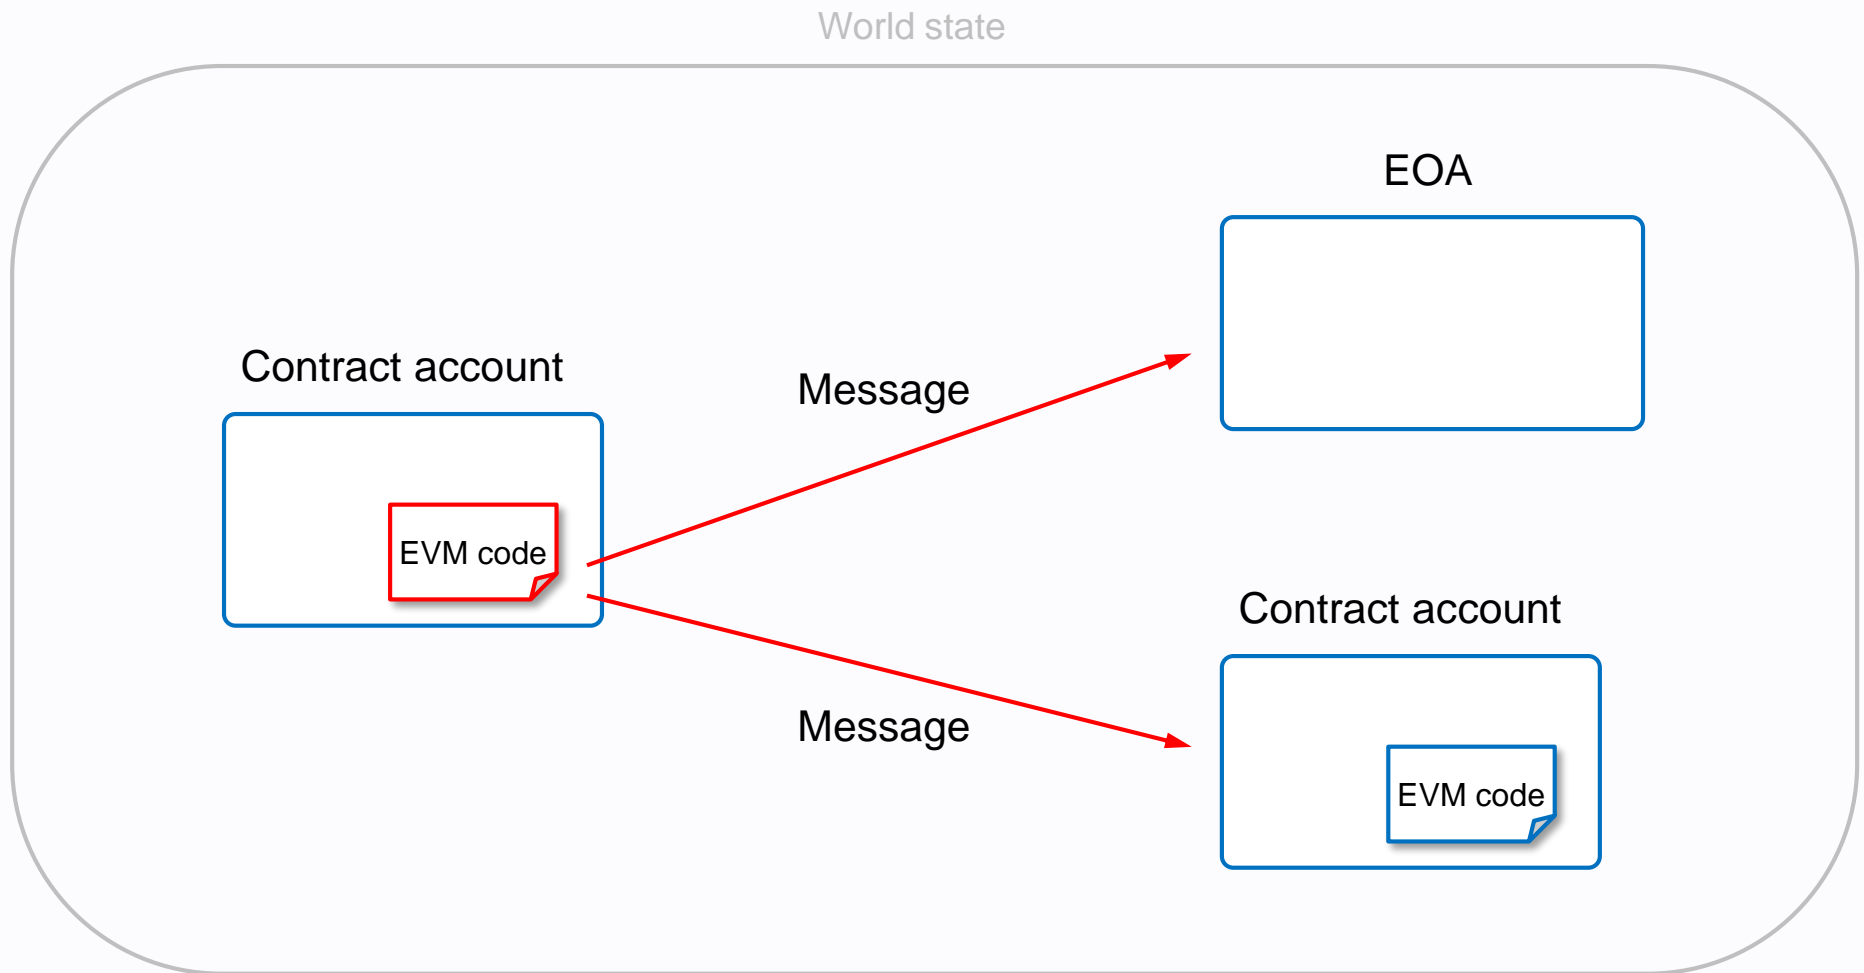 World state
EOA
Contract account
Message
EVM code
Contract account
Message
EVM code